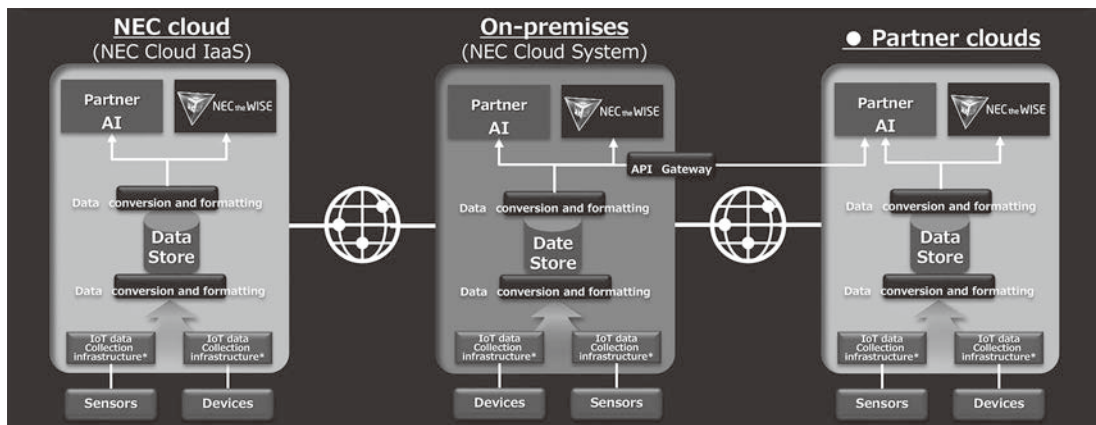 NEC cloud
(NEC Cloud IaaS)
Partner
AI
NEC the WISE
Data conversion and formatting
Data
Store
Data conversion and formatting
IoT data
Collection
infrastructure*
IoT data
Collection
infrastructure*
Sensors
Devices
On-premises
(NEC Cloud System)
Partner
AI
NEC the WISE
API Gateway
Data conversion and formatting
Date
Store
Data conversion and formatting
IoT data
Collection
infrastructure*
IoT data
Collection
infrastructure*
Devices
Sensors
● Partner clouds
Partner
AI
NEC the WISE
Data conversion and formatting
Data
Store
Data conversion and formatting
IoT data
Collection
infrastructure*
IoT data
Collection
infrastructure*
Sensors
Devices